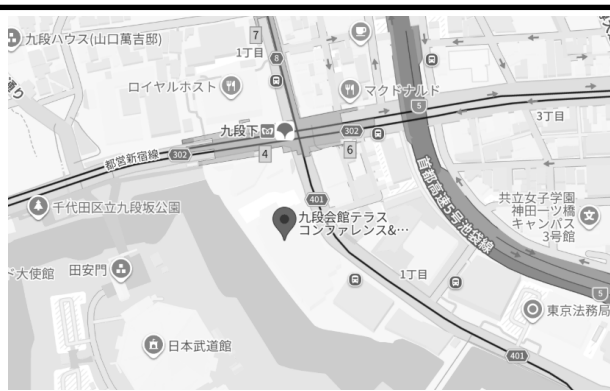 九段ハウス(山口萬吉邸)
7
1丁目
8
ロイヤルホスト
マクドナルド
5
九段下
302
3丁目
4
6
都営新宿線
302
首都高速5号池袋線
401
千代田区立九段坂公園
九段会館テラス
コンファレンス&…
共立女子学園
神田一ツ橋
キャンパス
3号館
ド大使館
田安門
1丁目
5
東京法務局
日本武道館
401